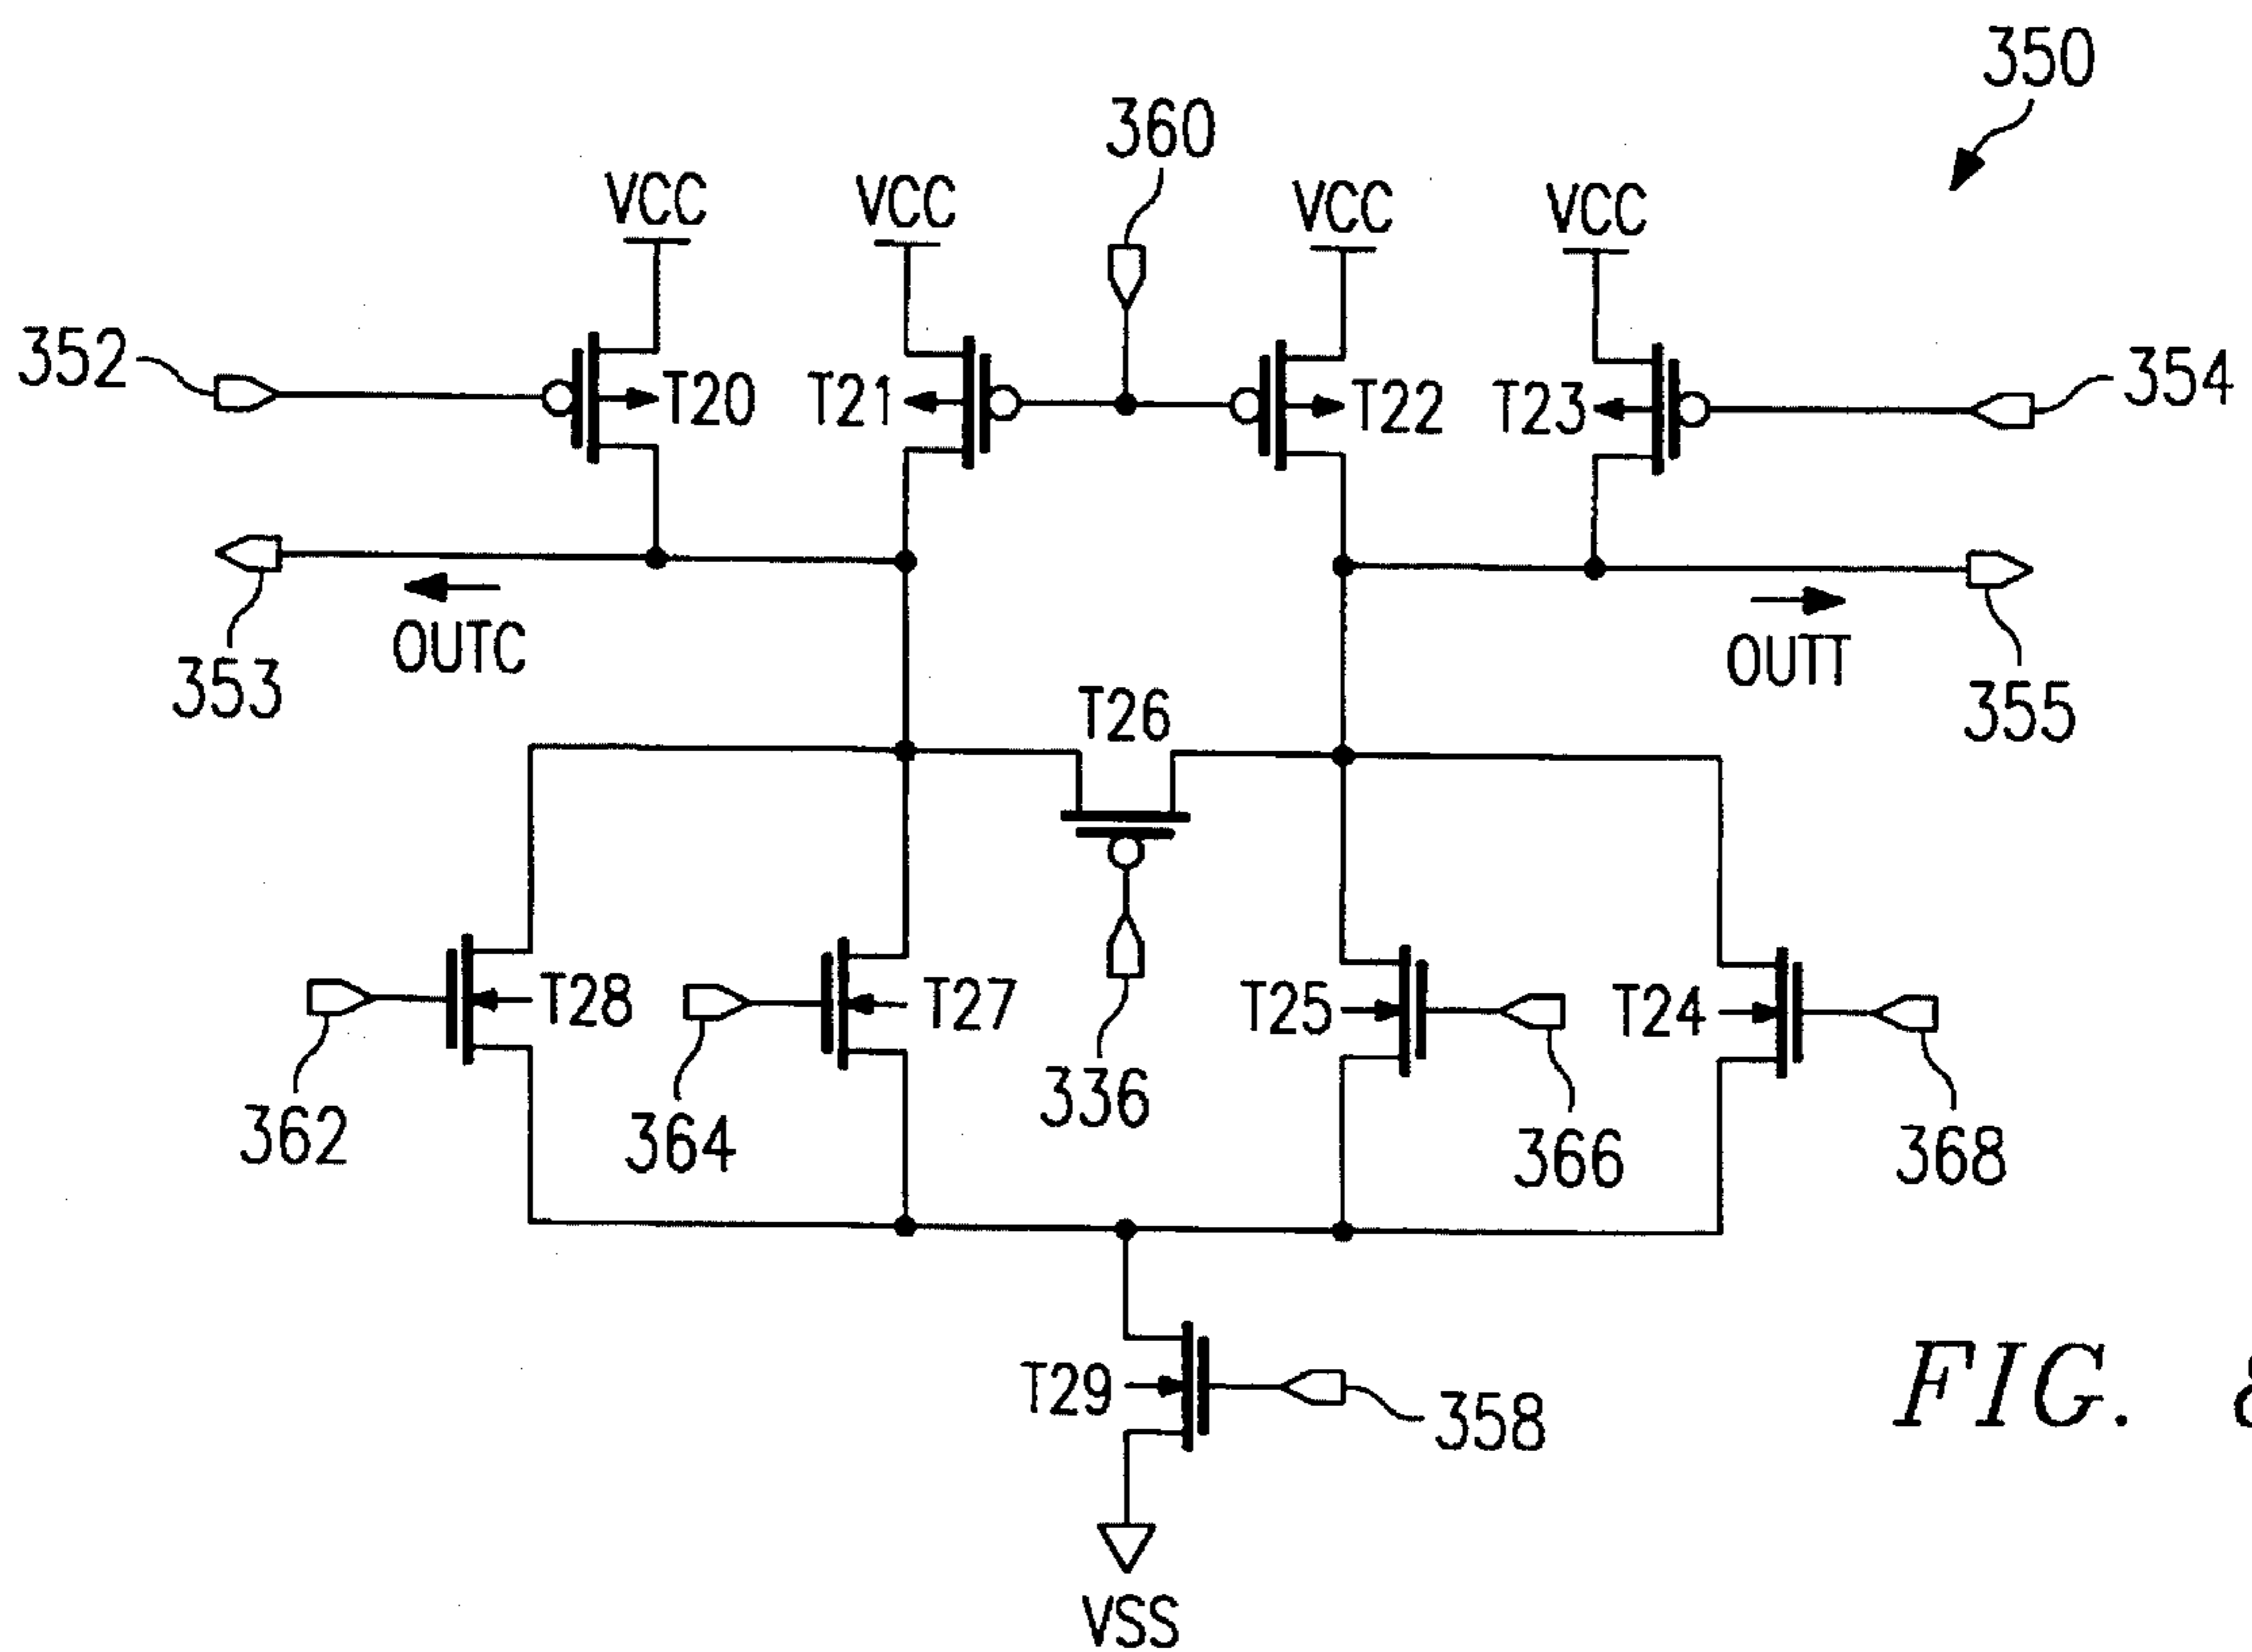 350
360
VCC VCC VCC VCC
352 T20 T21 T22 T23 354
OUTC OUTT
353 355
T26
T28 T27 T25 T24
362 364 336 366 368
T29 358
FIG. 8
VSS